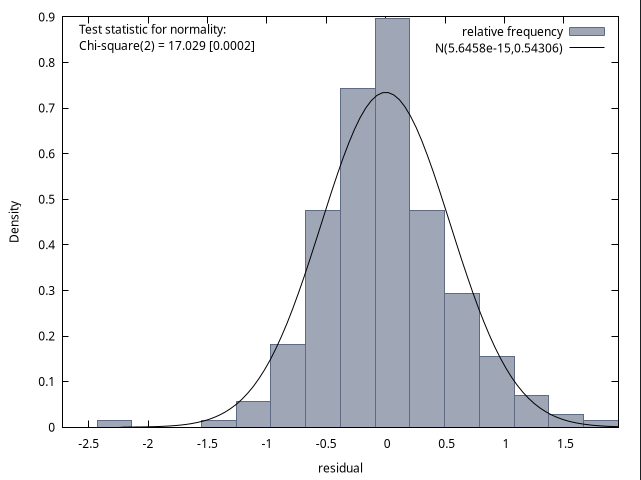 Test statistic for normality:
Chi-square(2) = 17.029 [0.0002]
relative frequency
N(5.6458e-15,0.54306)
0.9
0.8
0.7
0.6
0.5
0.4
0.3
0.2
0.1
0
Density
-2.5 -2 -1.5 -1 -0.5 0 0.5 1 1.5
residual